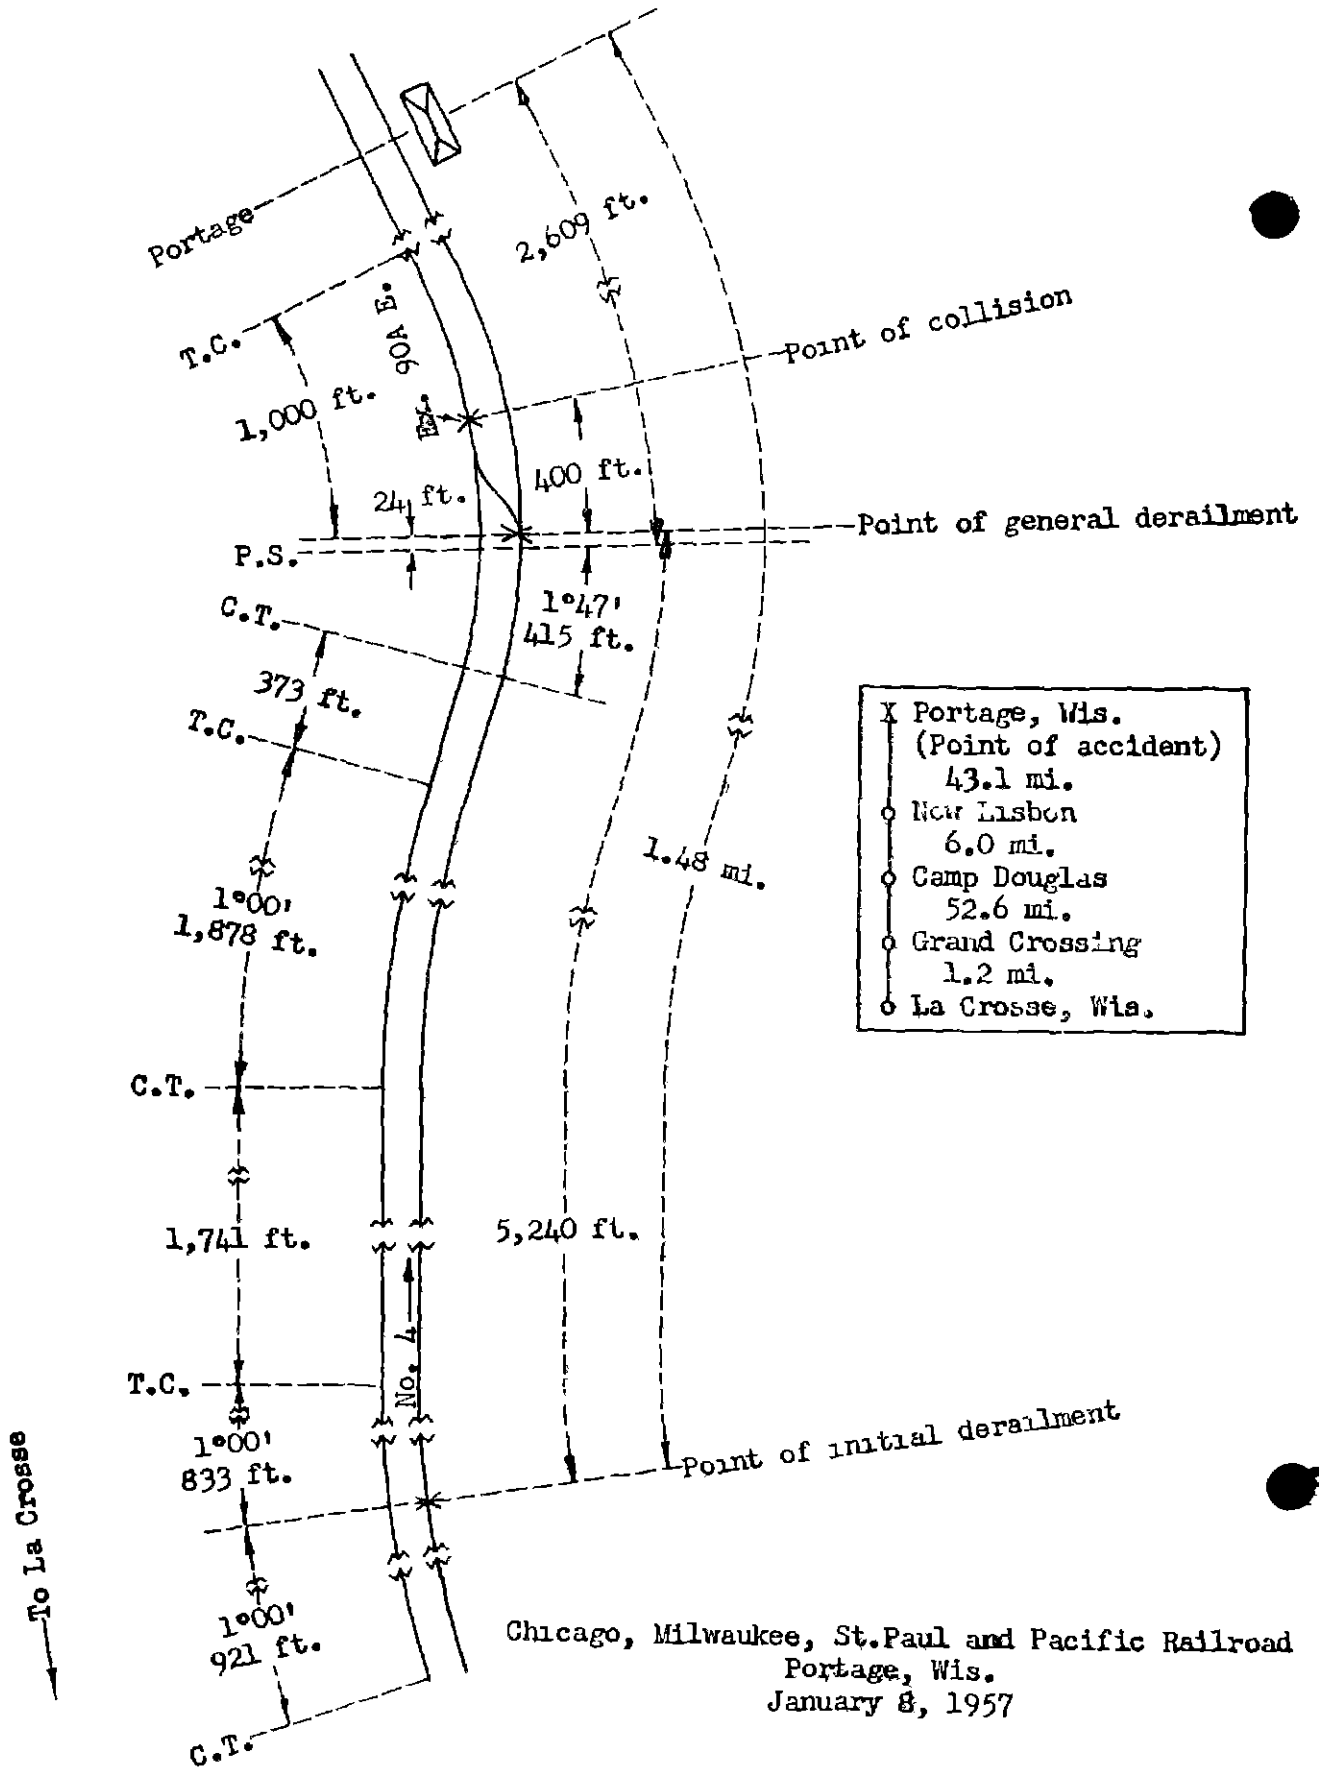 Portage
2,609 ft.
T.C.
Ex. 90A E.
Point of collision
1,000 ft.
400 ft.
24 ft.
Point of general derailment
P.S.
C.T.
1°47'
415 ft.
373 ft.
T.C.
X Portage, Wis.
(Point of accident)
43.1 mi.
New Lisbon
6.0 mi.
Camp Douglas
52.6 mi.
Grand Crossing
1.2 mi.
La Crosse, Wis.
1.48 mi.
1°00'
1,878 ft.
C.T.
1,741 ft.
5,240 ft.
No. 4
T.C.
1°00'
833 ft.
Point of initial derailment
To La Crosse
1°00'
921 ft.
C.T.
Chicago, Milwaukee, St.Paul and Pacific Railroad
Portage, Wis.
January 8, 1957